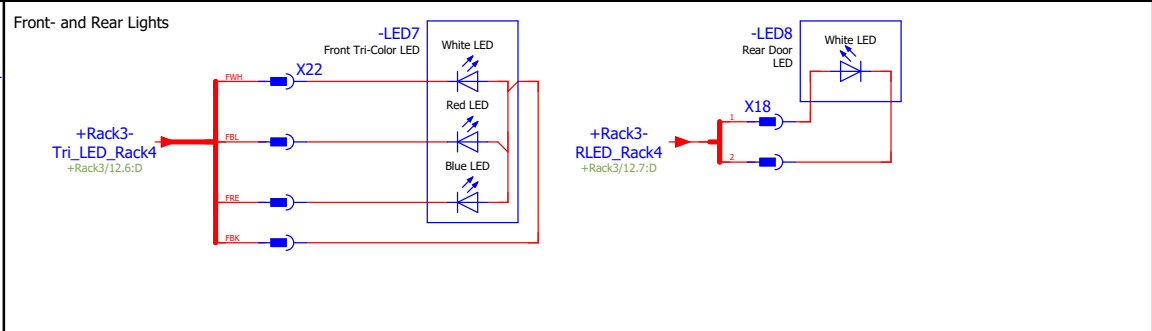 Front- and Rear Lights
-LED7
Front Tri-Color LED
White LED
FWH
X22
Red LED
+Rack3-
Tri_LED_Rack4
+Rack3/12.6:D
FBL
Blue LED
FRE
FBK
-LED8
Rear Door
LED
White LED
X18
1
+Rack3-
RLED_Rack4
+Rack3/12.7:D
2